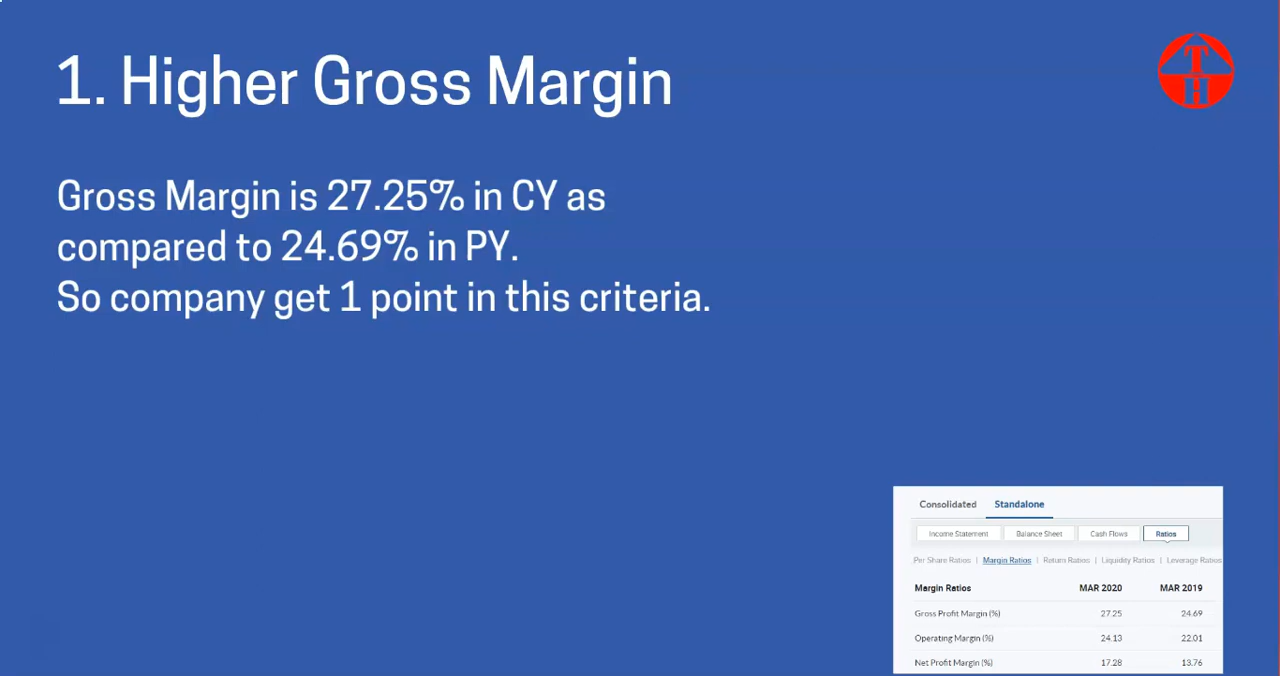 1. Higher Gross Margin
T
H
Gross Margin is 27.25% in CY as
compared to 24.69% in PY.
So company get 1 point in this criteria.
Consolidated Standalone
Income Statement Balance Sheet Cash Flows Ratios
Per Share Ratios | Margin Ratios | Return Ratios | Liquidity Ratios | Leverage Ratios
Margin Ratios MAR 2020 MAR 2019
Gross Profit Margin (%) 27.25 24.69
Operating Margin (%) 24.13 22.01
Net Profit Margin (%) 17.28 13.76